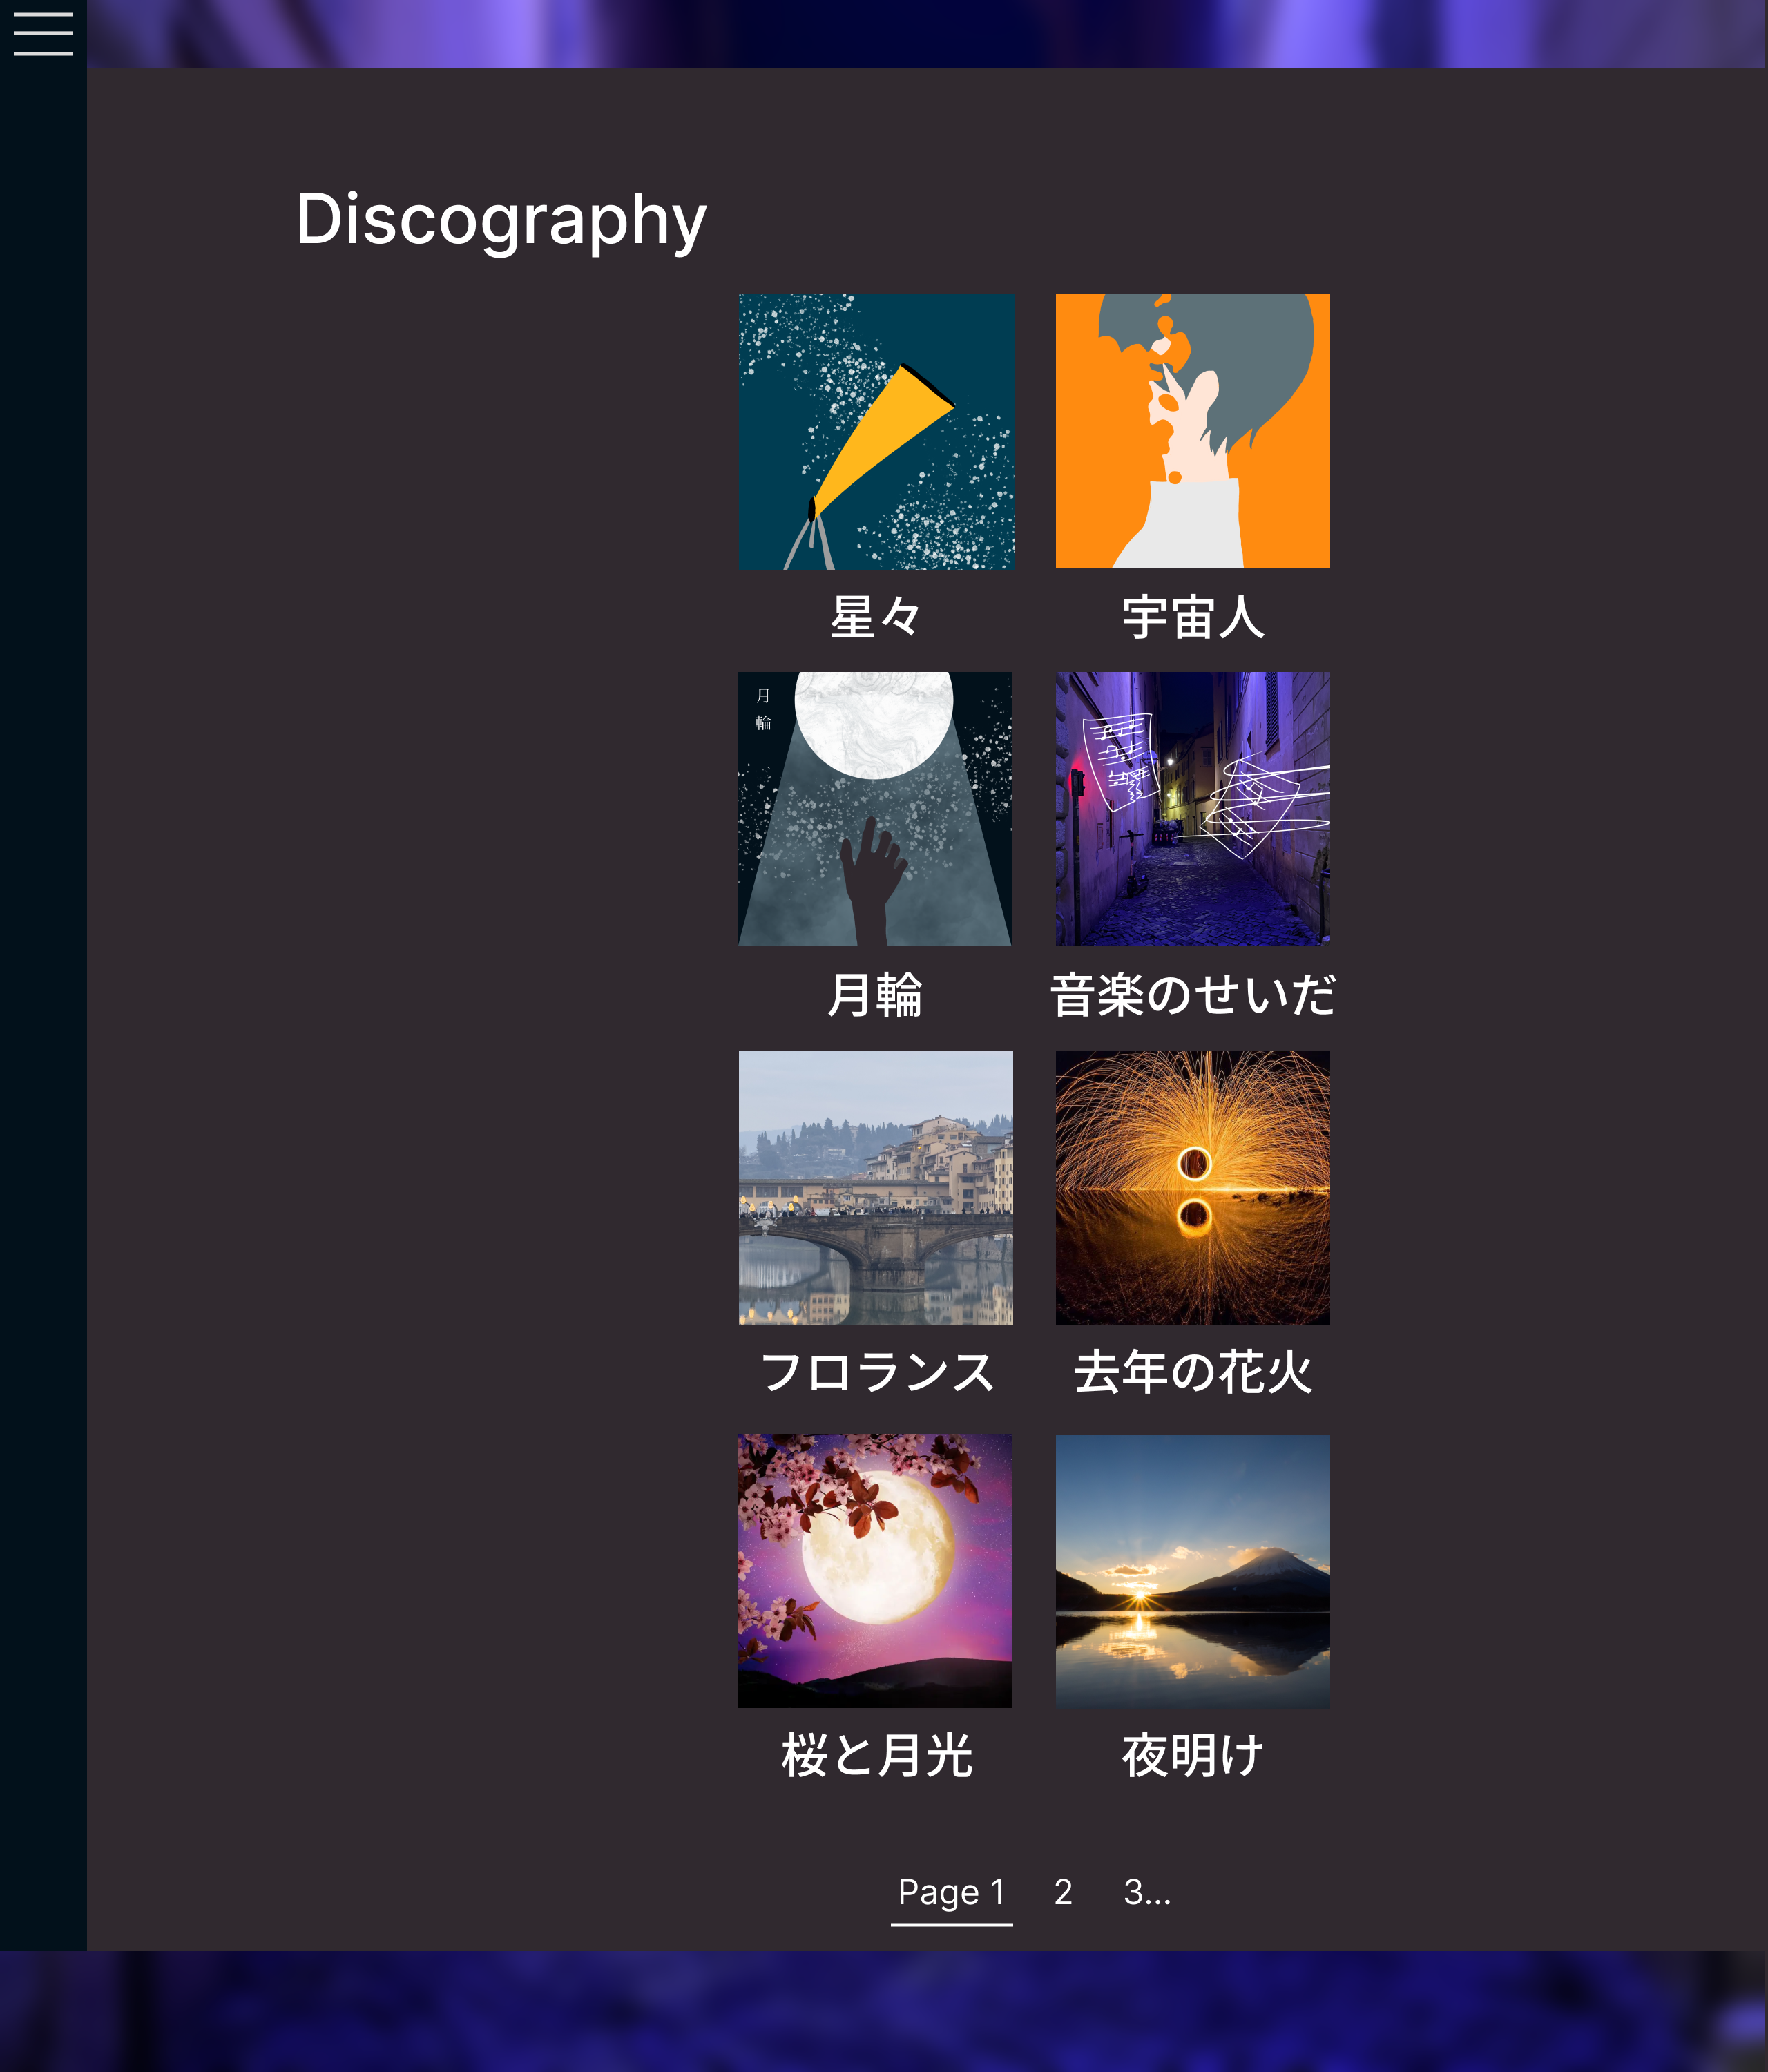 Discography
星々
宇宙人
月
輪
月輪
音楽のせいだ
フロランス
去年の花火
桜と月光
夜明け
Page 1 2 3...